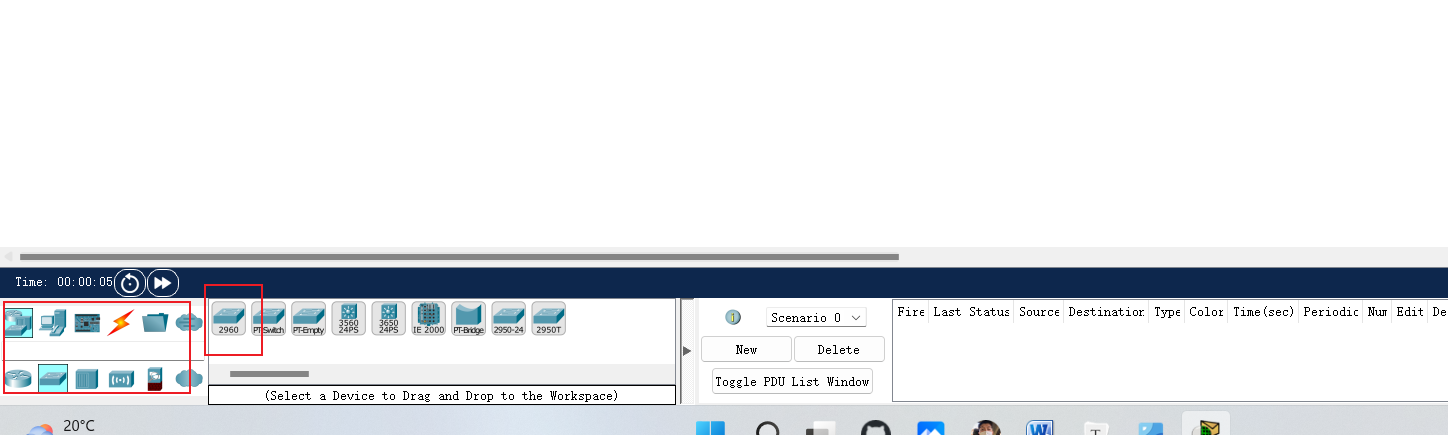 Time: 00:00:05
2960
PT-Switch
PT-Empty
3560
24PS
3650
24PS
IE 2000
PT-Bridge
2950-24
2950T
(Select a Device to Drag and Drop to the Workspace)
Scenario 0
New
Delete
Toggle PDU List Window
Fire Last Status Source Destination Type Color Time(sec) Periodic Num Edit De
20°C